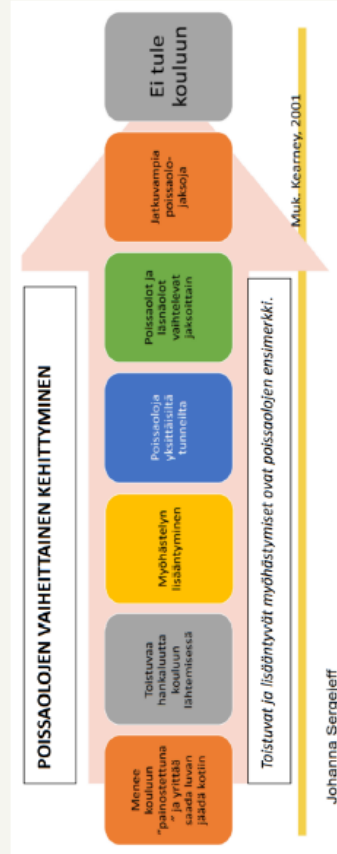 POISSAOLOJEN VAIHEITTAINEN KEHITTYMINEN
Menee
kouluun
"painostettuna
" ja yrittää
saada luvan
jäädä kotiin
Toistuvaa
hankaluutta
kouluun
lähtemisessä
Myöhästelyn
lisääntyminen
Poissaoloja
yksittäisiltä
tunneilta
Poissaolot ja
läsnäolot
vaihtelevat
jaksoittain
Jatkuvampia
poissaolo-
jaksoja
Ei tule
kouluun
Toistuvat ja lisääntyvät myöhästymiset ovat poissaolojen ensimerkki.
Muk. Kearney, 2001
Johanna Sergejeff